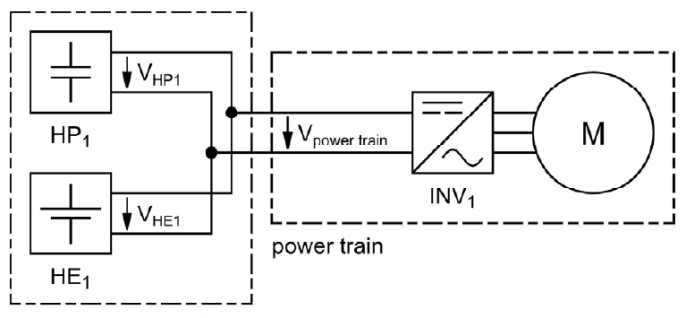 V_HP1
HP_1
V_power train
M
INV_1
V_HE1
power train
HE_1